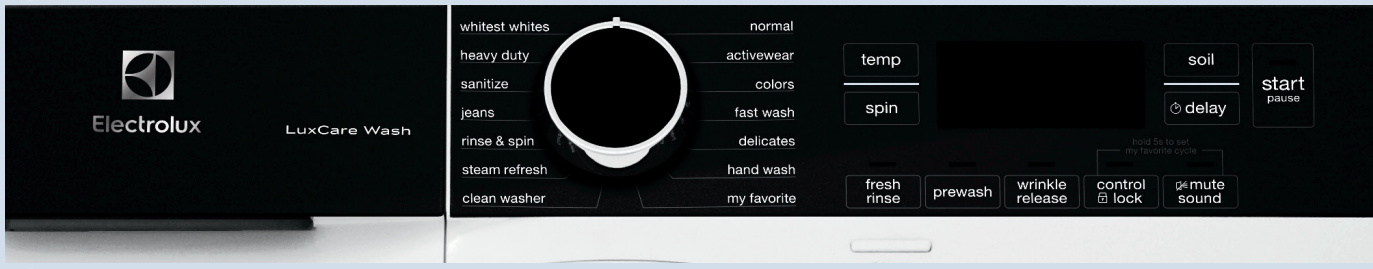 Electrolux
LuxCare Wash
whitest whites
heavy duty
sanitize
jeans
rinse & spin
steam refresh
clean washer
normal
activewear
colors
fast wash
delicates
hand wash
my favorite
temp
spin
soil
delay
start
pause
hold 5s to set
my favorite cycle
fresh
rinse
prewash
wrinkle
release
control
lock
mute
sound